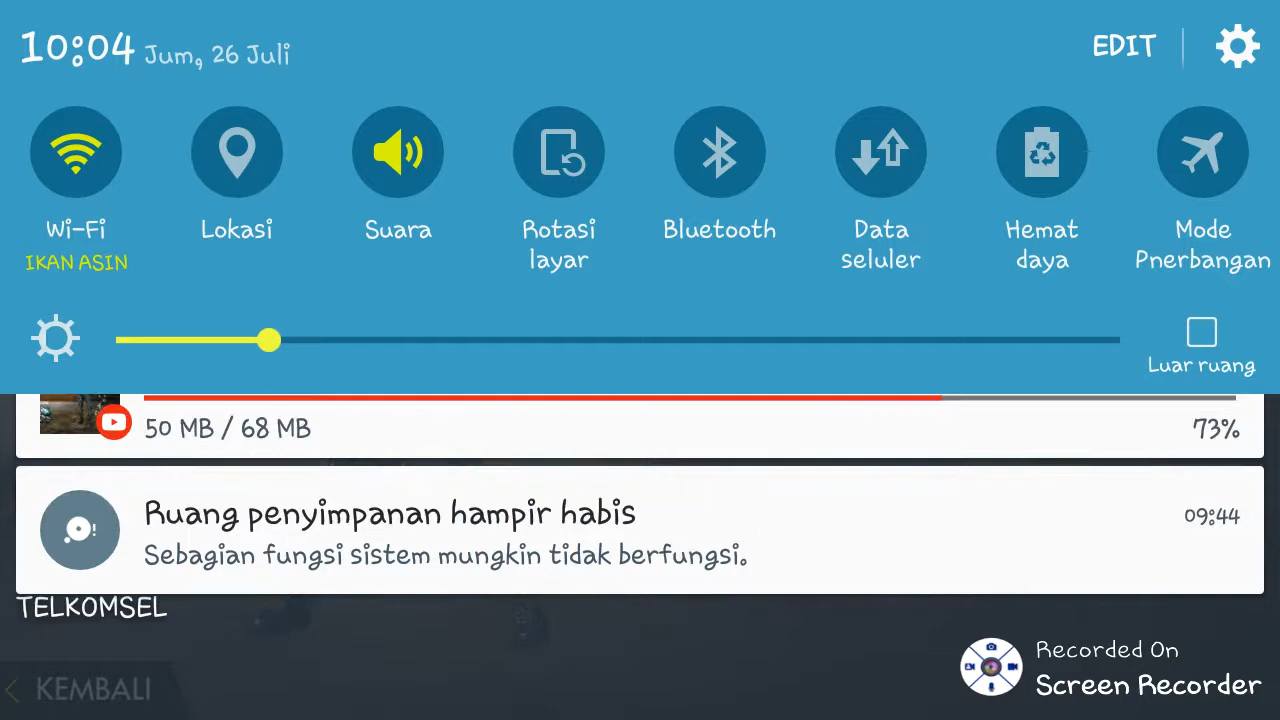 10:04 Jum, 26 Juli
EDIT
Wi-Fi
IKAN ASIN
Lokasi
Suara
Rotasi
layar
Bluetooth
Data
seluler
Hemat
daya
Mode
Pnerbangan
Luar ruang
50 MB / 68 MB
73%
Ruang penyimpanan hampir habis
09:44
Sebagian fungsi sistem mungkin tidak berfungsi.
TELKOMSEL
KEMBALI
Recorded On
Screen Recorder